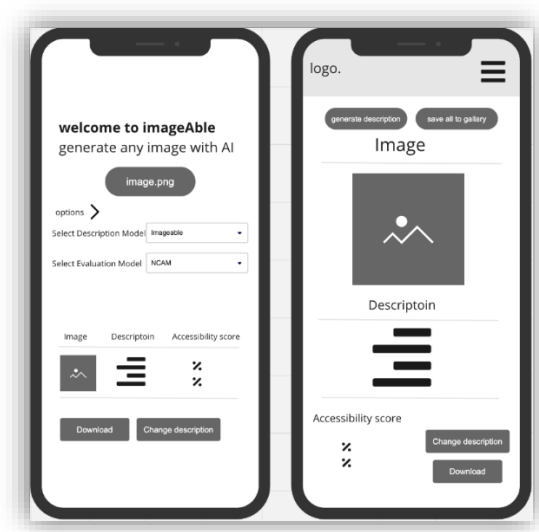 welcome to imageAble
generate any image with AI
image.png
options
Select Description Model Imageable
Select Evaluation Model NCAM
Image Descriptoin Accessibility score
%
%
Download Change description
logo.
generate description save all to gallary
Image
Descriptoin
Accessibility score
%
%
Change description
Download